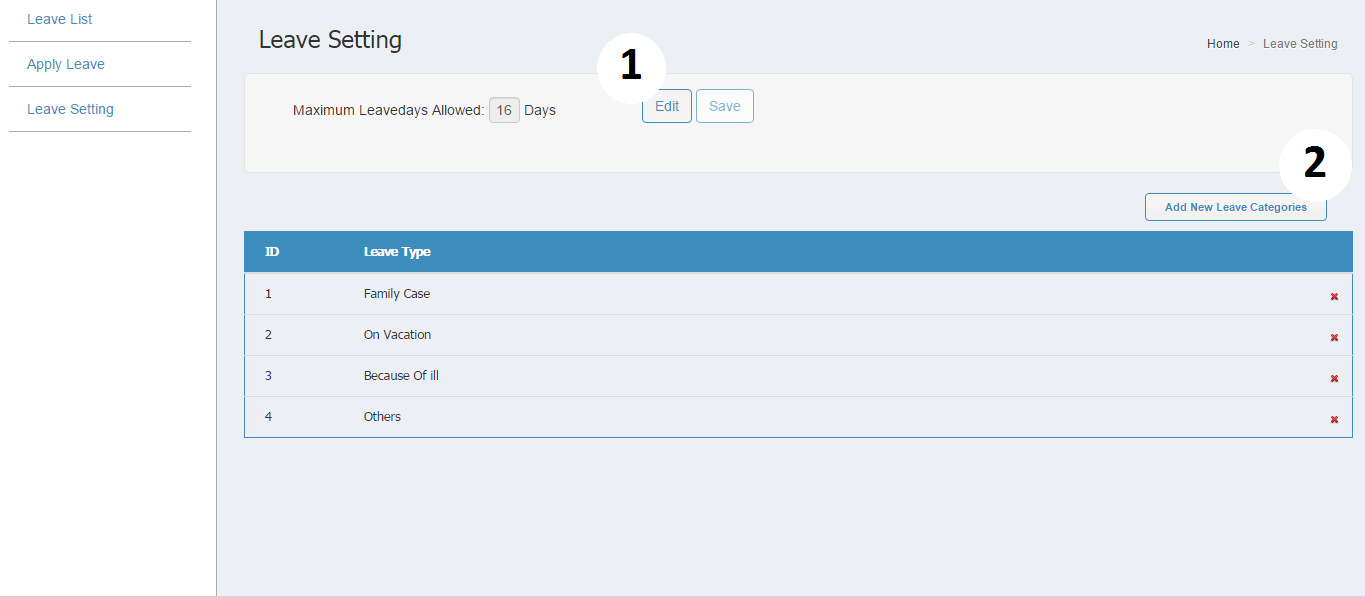 Leave List
Apply Leave
Leave Setting
Leave Setting
Home > Leave Setting
1
Maximum Leavedays Allowed: 16 Days
Edit
Save
2
Add New Leave Categories
ID Leave Type
1 Family Case
2 On Vacation
3 Because Of ill
4 Others